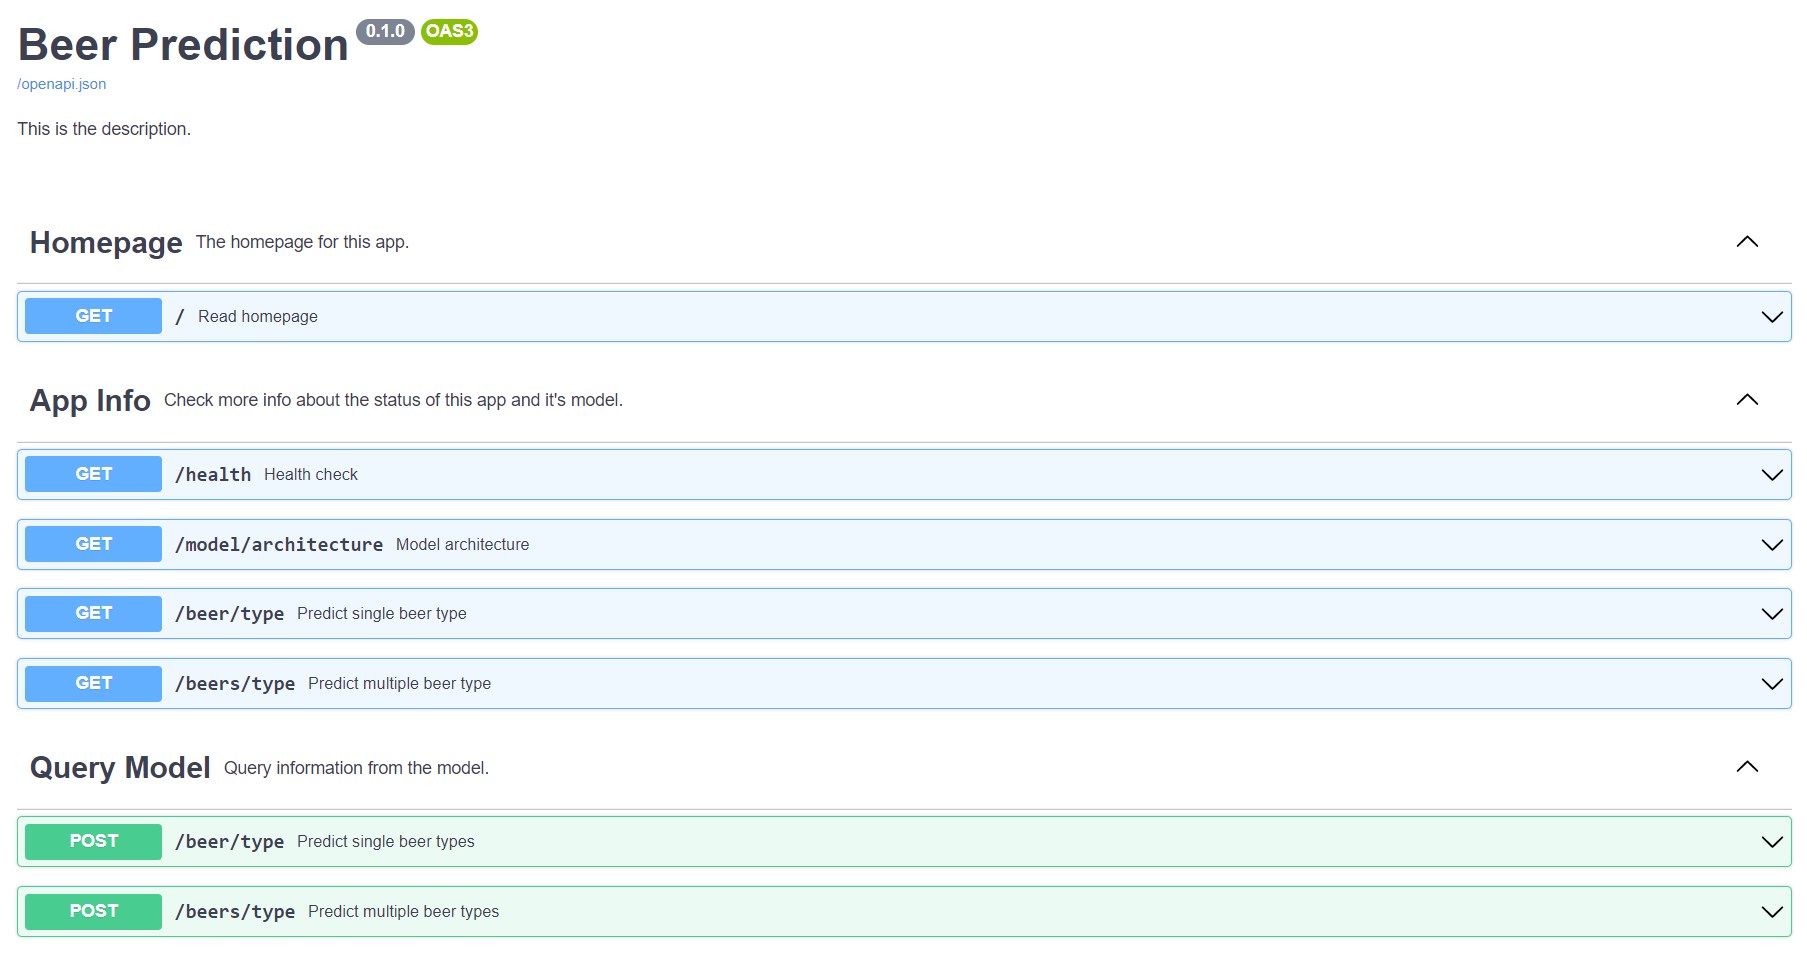 Beer Prediction 0.1.0 OAS3
/openapi.json
This is the description.
Homepage The homepage for this app.
GET / Read homepage
App Info Check more info about the status of this app and it's model.
GET /health Health check
GET /model/architecture Model architecture
GET /beer/type Predict single beer type
GET /beers/type Predict multiple beer type
Query Model Query information from the model.
POST /beer/type Predict single beer types
POST /beers/type Predict multiple beer types